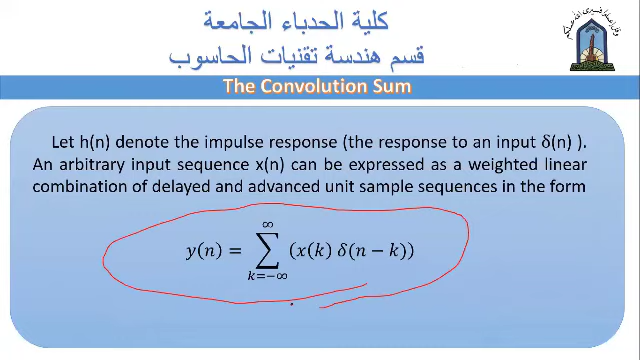 كلية الحدباء الجامعة
قسم هندسة تقنيات الحاسوب
The Convolution Sum
Let h(n) denote the impulse response (the response to an input δ(n) ).
An arbitrary input sequence x(n) can be expressed as a weighted linear
combination of delayed and advanced unit sample sequences in the form
y(n) = ∑_{k=−∞}^{∞} (x(k) δ(n − k))